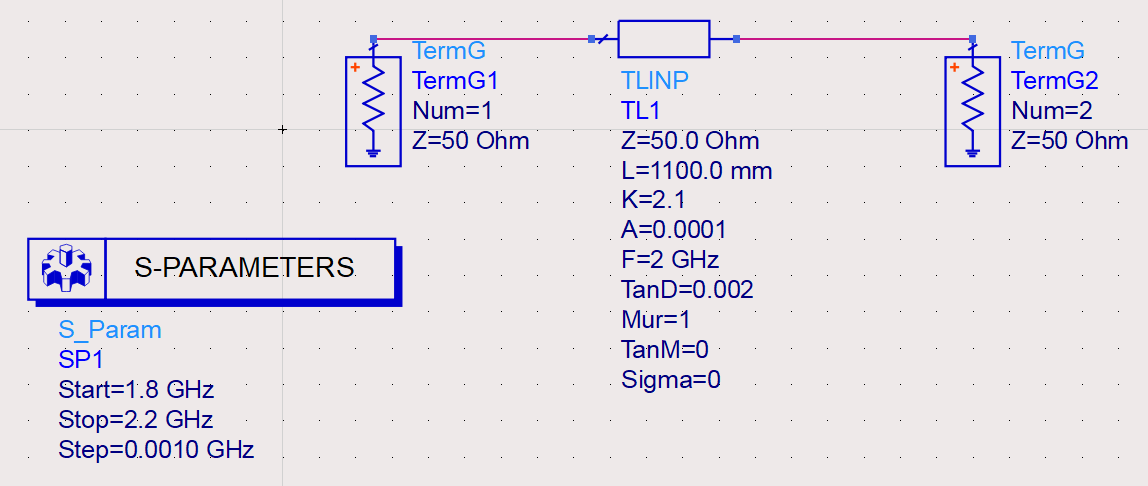 TermG
TermG1
Num=1
Z=50 Ohm
TLINP
TL1
Z=50.0 Ohm
L=1100.0 mm
K=2.1
A=0.0001
F=2 GHz
TanD=0.002
Mur=1
TanM=0
Sigma=0
TermG
TermG2
Num=2
Z=50 Ohm
S-PARAMETERS
S_Param
SP1
Start=1.8 GHz
Stop=2.2 GHz
Step=0.0010 GHz